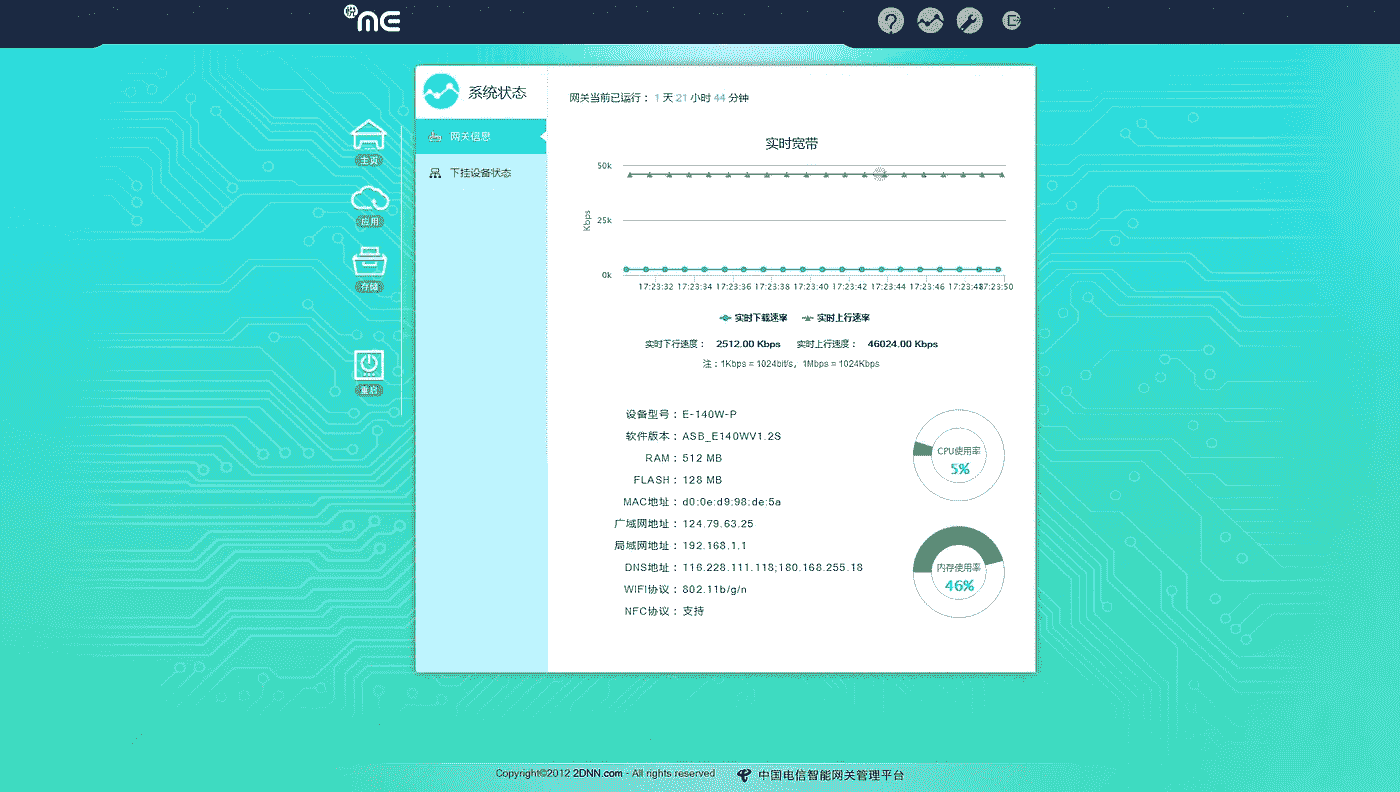 悦 ME
系统状态
网关信息
下挂设备状态
主页
应用
存储
重启
网关当前已运行： 1 天 21 小时 44 分钟
实时宽带
50k
25k
0k
Kbps
17:23:32 17:23:34 17:23:36 17:23:38 17:23:40 17:23:42 17:23:44 17:23:46 17:23:48 17:23:50
实时下载速率 实时上行速率
实时下行速度： 2512.00 Kbps 实时上行速度： 46024.00 Kbps
注：1Kbps = 1024bit/s，1Mbps = 1024Kbps
设备型号： E-140W-P
软件版本： ASB_E140WV1.2S
RAM： 512 MB
FLASH： 128 MB
MAC地址： d0:0e:d9:98:de:5a
广域网地址： 124.79.63.25
局域网地址： 192.168.1.1
DNS地址： 116.228.111.118;180.168.255.18
WIFI协议： 802.11b/g/n
NFC协议： 支持
CPU使用率
5%
内存使用率
46%
Copyright©2012 2DNN.com - All rights reserved 中国电信智能网关管理平台